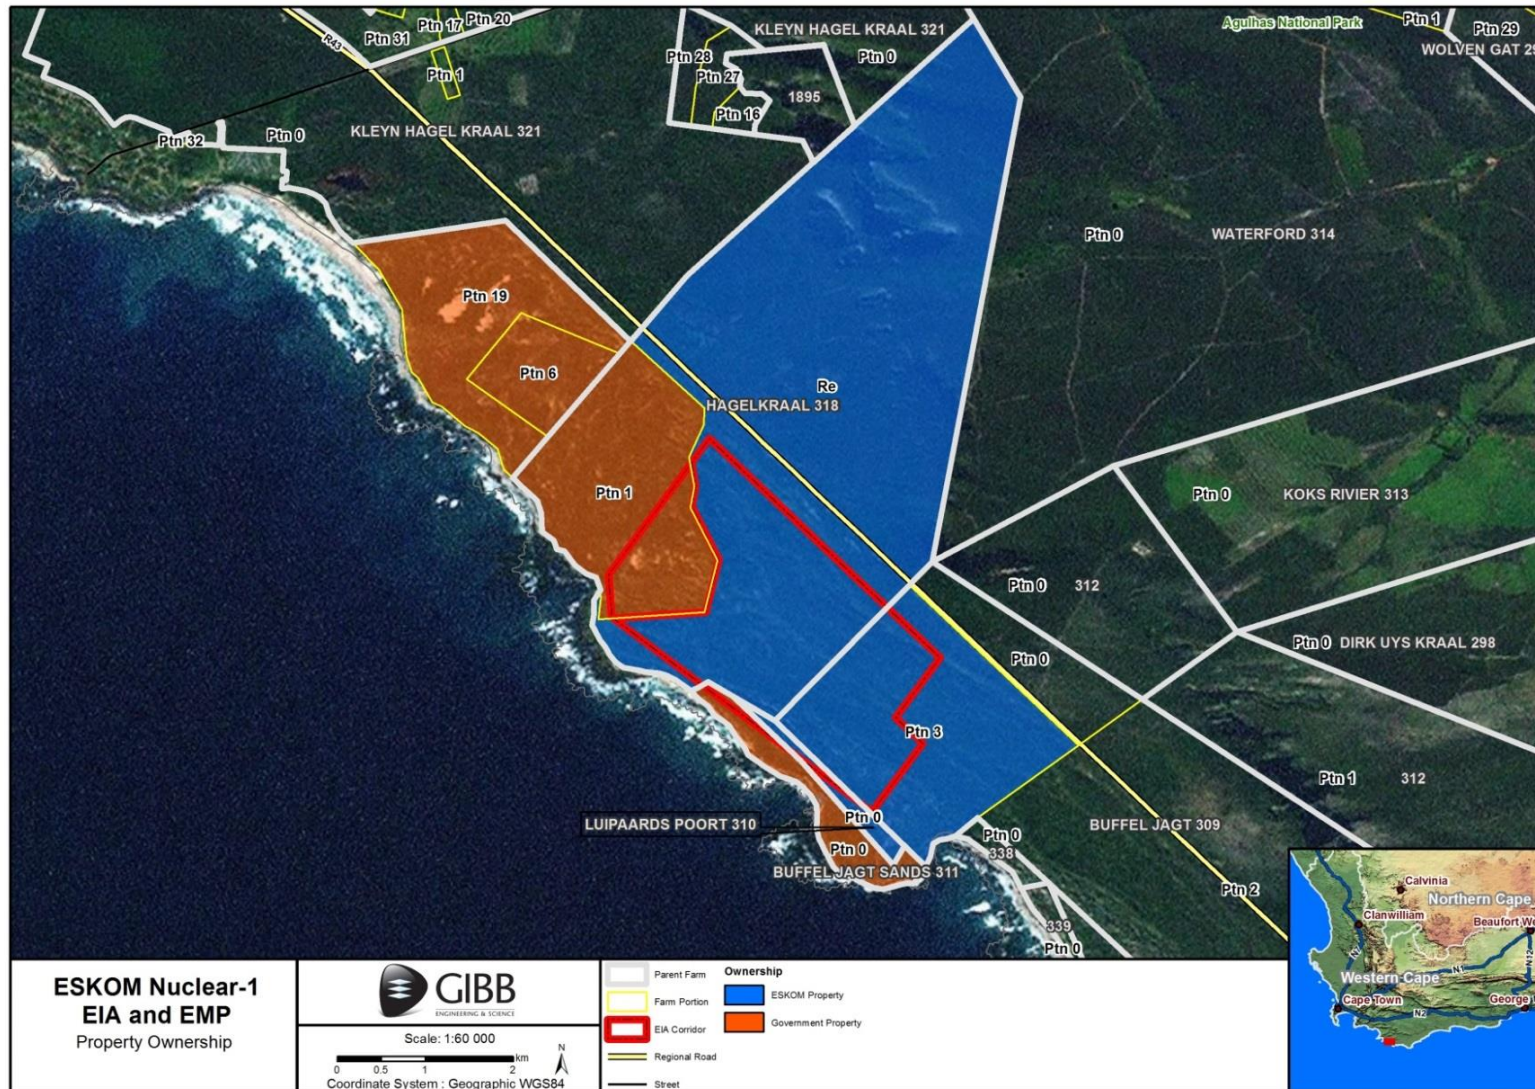 Ptn 17
Ptn 20
Ptn 31
R43
Ptn 1
KLEYN HAGEL KRAAL 321
Agulhas National Park
Ptn 1
Ptn 29
WOLVEN GAT 29
Ptn 28
Ptn 0
Ptn 27
1895
Ptn 16
Ptn 32
Ptn 0
KLEYN HAGEL KRAAL 321
Ptn 0
WATERFORD 314
Ptn 19
Ptn 6
Re
HAGELKRAAL 318
Ptn 1
Ptn 0
KOKS RIVIER 313
Ptn 0
312
Ptn 0
DIRK UYS KRAAL 298
Ptn 0
Ptn 3
Ptn 1
312
LUIPAARDS POORT 310
Ptn 0
Ptn 0
BUFFEL JAGT SANDS 311
Ptn 0
338
BUFFEL JAGT 309
Ptn 2
339
Ptn 0
Calvinia
Northern Cape
Clanwilliam
Beaufort We
N7
N12
Western Cape
N1
Cape Town
N2
George
ESKOM Nuclear-1
EIA and EMP
Property Ownership
GIBB
ENGINEERING & SCIENCE
Scale: 1:60 000
0 0.5 1 2 km
N
Coordinate System : Geographic WGS84
Parent Farm
Farm Portion
EIA Corridor
Regional Road
Street
Ownership
ESKOM Property
Government Property